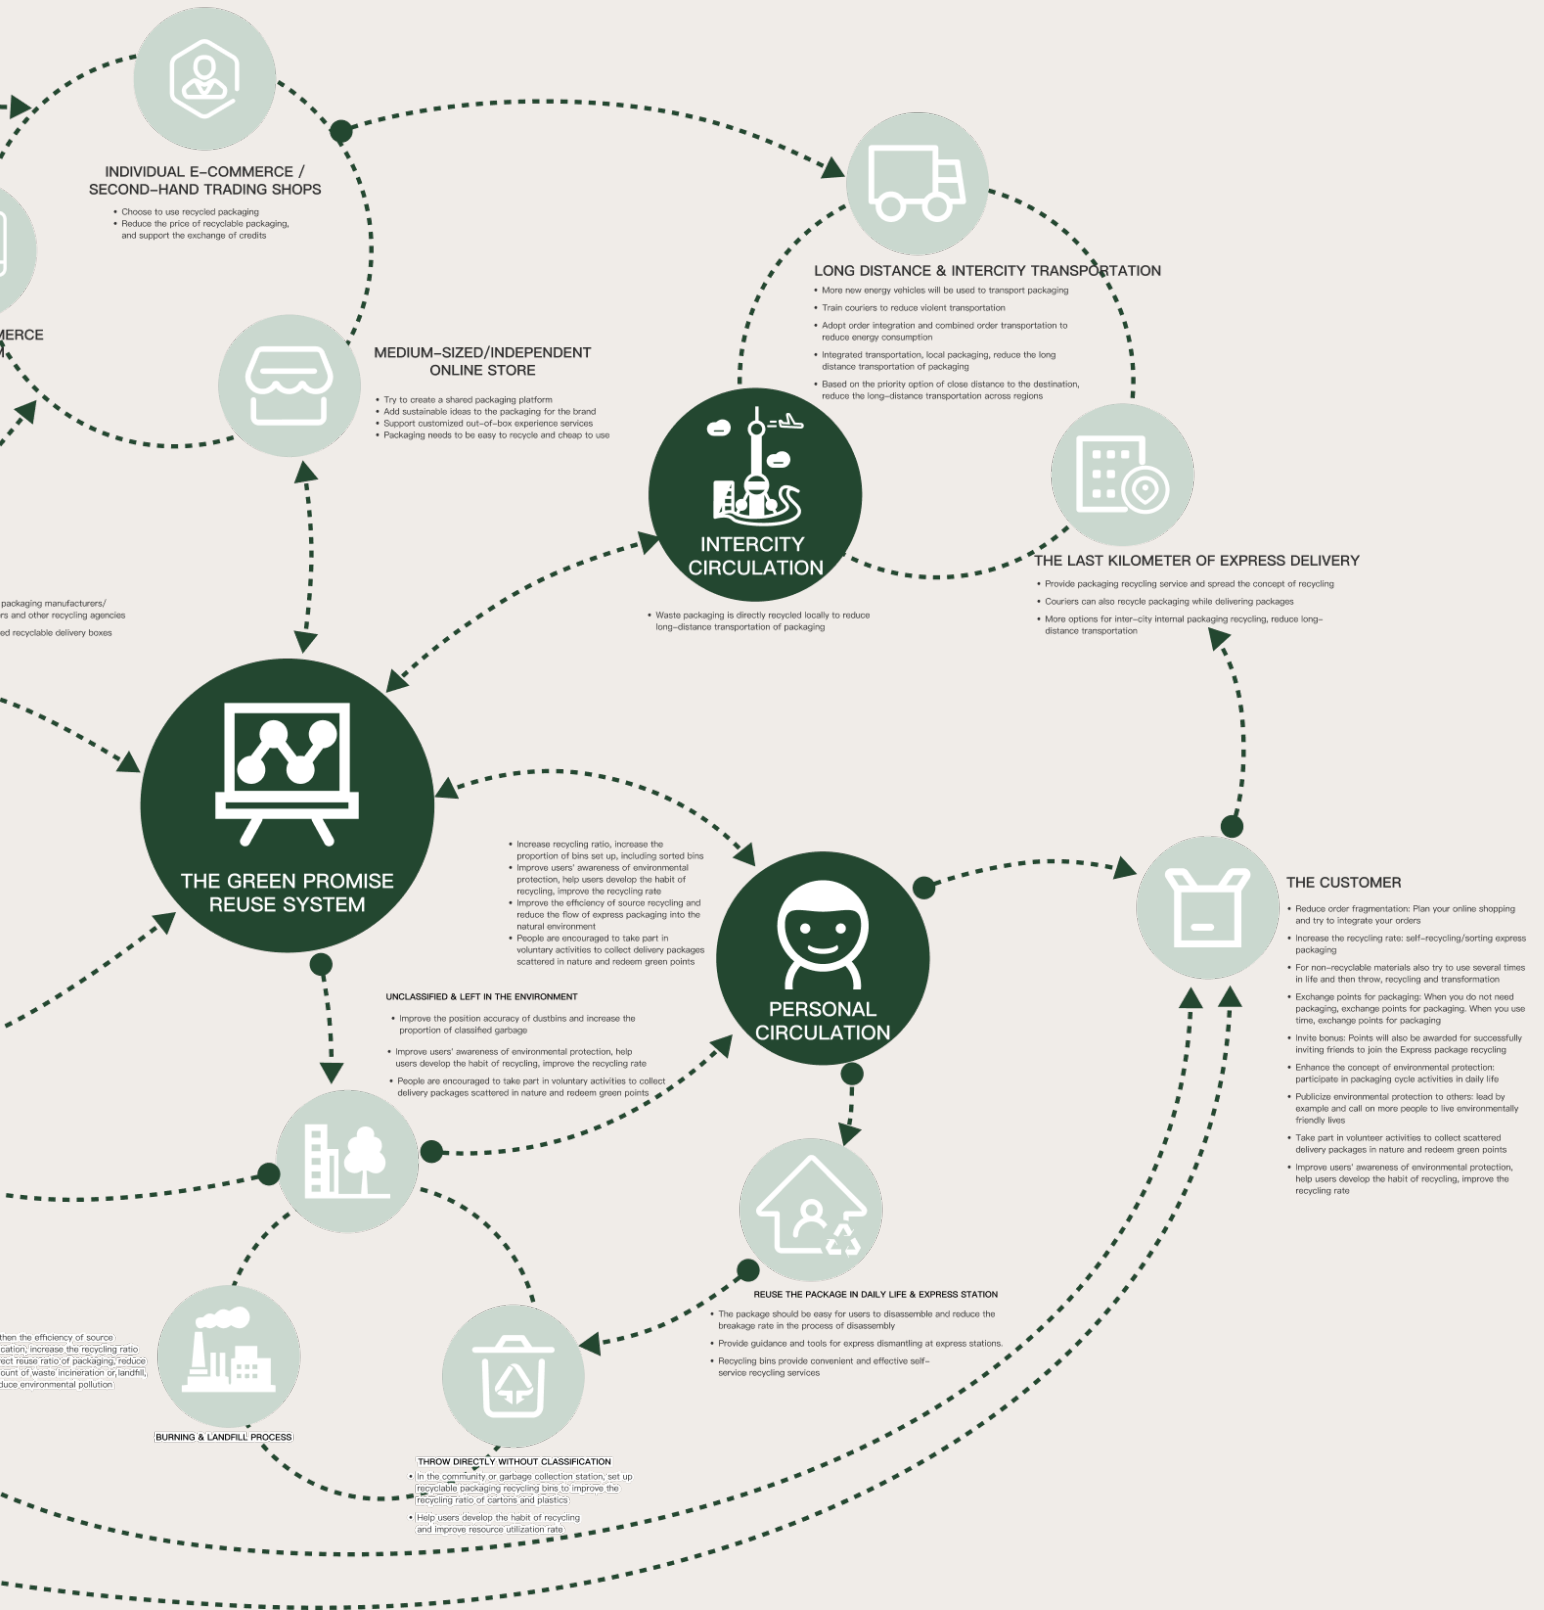 INDIVIDUAL E-COMMERCE /
SECOND-HAND TRADING SHOPS
• Choose to use recycled packaging
• Reduce the price of recyclable packaging,
and support the exchange of credits
MERCE
MEDIUM-SIZED/INDEPENDENT
ONLINE STORE
• Try to create a shared packaging platform
• Add sustainable ideas to the packaging for the brand
• Support customized out-of-box experience services
• Packaging needs to be easy to recycle and cheap to use
LONG DISTANCE & INTERCITY TRANSPORTATION
• More new energy vehicles will be used to transport packaging
• Train couriers to reduce violent transportation
• Adopt order integration and combined order transportation to
reduce energy consumption
• Integrated transportation, local packaging, reduce the long
distance transportation of packaging
• Based on the priority option of close distance to the destination,
reduce the long-distance transportation across regions
INTERCITY
CIRCULATION
• Waste packaging is directly recycled locally to reduce
long-distance transportation of packaging
THE LAST KILOMETER OF EXPRESS DELIVERY
• Provide packaging recycling service and spread the concept of recycling
• Couriers can also recycle packaging while delivering packages
• More options for inter-city internal packaging recycling, reduce long-
distance transportation
packaging manufacturers/
rs and other recycling agencies
ed recyclable delivery boxes
THE GREEN PROMISE
REUSE SYSTEM
• Increase recycling ratio, increase the
proportion of bins set up, including sorted bins
• Improve users' awareness of environmental
protection, help users develop the habit of
recycling, improve the recycling rate
• Improve the efficiency of source recycling and
reduce the flow of express packaging into the
natural environment
• People are encouraged to take part in
voluntary activities to collect delivery packages
scattered in nature and redeem green points
PERSONAL
CIRCULATION
THE CUSTOMER
• Reduce order fragmentation: Plan your online shopping
and try to integrate your orders
• Increase the recycling rate: self-recycling/sorting express
packaging
• For non-recyclable materials also try to use several times
in life and then throw, recycling and transformation
• Exchange points for packaging: When you do not need
packaging, exchange points for packaging. When you use
time, exchange points for packaging
• Invite bonus: Points will also be awarded for successfully
inviting friends to join the Express package recycling
• Enhance the concept of environmental protection:
participate in packaging cycle activities in daily life
• Publicize environmental protection to others: lead by
example and call on more people to live environmentally
friendly lives
• Take part in volunteer activities to collect scattered
delivery packages in nature and redeem green points
• Improve users' awareness of environmental protection,
help users develop the habit of recycling, improve the
recycling rate
UNCLASSIFIED & LEFT IN THE ENVIRONMENT
• Improve the position accuracy of dustbins and increase the
proportion of classified garbage
• Improve users' awareness of environmental protection, help
users develop the habit of recycling, improve the recycling rate
• People are encouraged to take part in voluntary activities to collect
delivery packages scattered in nature and redeem green points
REUSE THE PACKAGE IN DAILY LIFE & EXPRESS STATION
• The package should be easy for users to disassemble and reduce the
breakage rate in the process of disassembly
• Provide guidance and tools for express dismantling at express stations.
• Recycling bins provide convenient and effective self-
service recycling services
then the efficiency of source
cation, increase the recycling ratio
rect reuse ratio of packaging, reduce
ount of waste incineration or landfill,
duce environmental pollution
BURNING & LANDFILL PROCESS
THROW DIRECTLY WITHOUT CLASSIFICATION
• In the community or garbage collection station, set up
recyclable packaging recycling bins to improve the
recycling ratio of cartons and plastics
• Help users develop the habit of recycling
and improve resource utilization rate